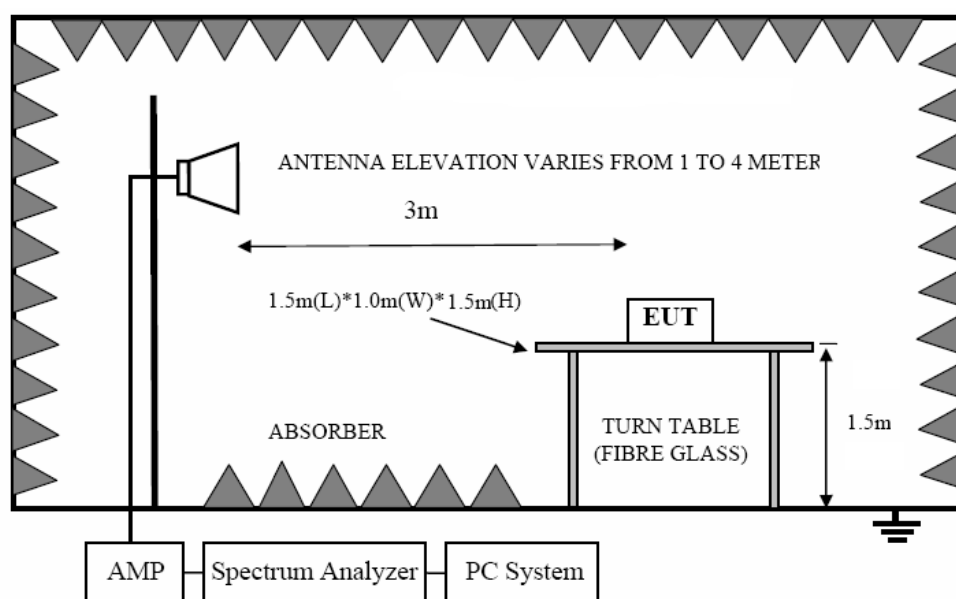 ANTENNA ELEVATION VARIES FROM 1 TO 4 METER
3m
1.5m(L)*1.0m(W)*1.5m(H)
EUT
ABSORBER
TURN TABLE
(FIBRE GLASS)
1.5m
AMP
Spectrum Analyzer
PC System